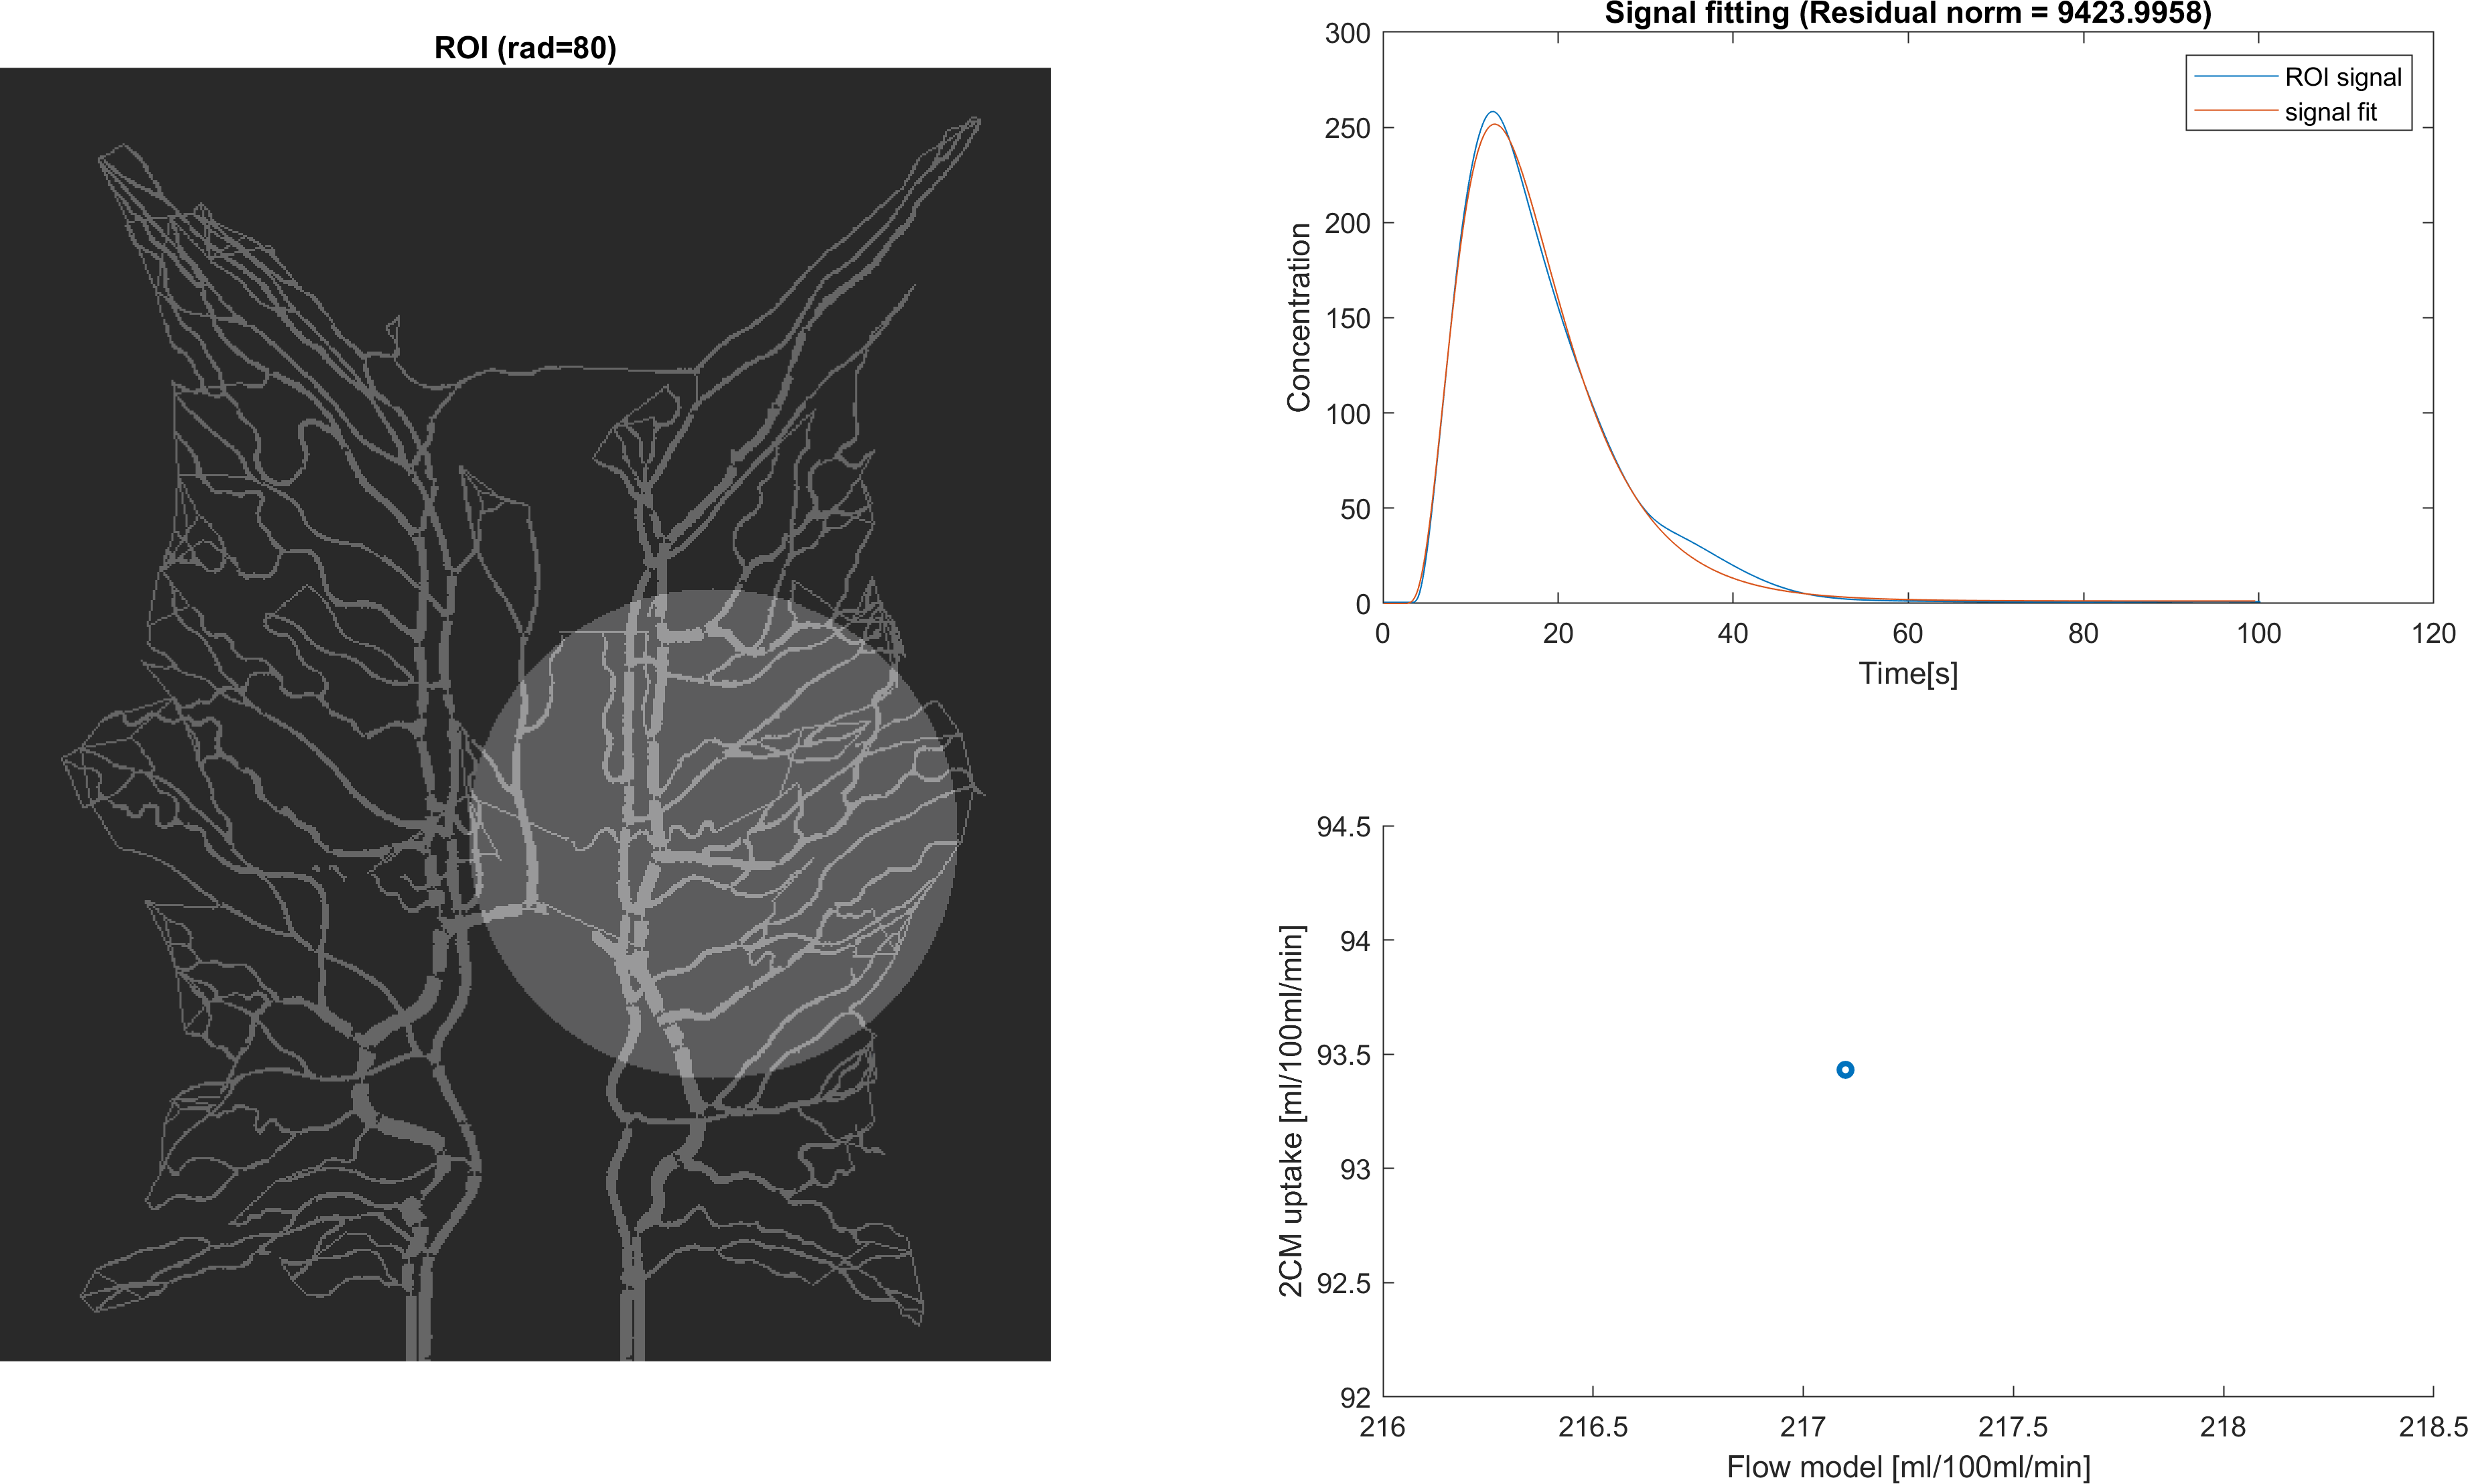 ROI (rad=80)
Signal fitting (Residual norm = 9423.9958)
300
250
200
150
100
50
0
Concentration
ROI signal
signal fit
0 20 40 60 80 100 120
Time[s]
94.5
94
93.5
93
92.5
92
2CM uptake [ml/100ml/min]
216 216.5 217 217.5 218 218.5
Flow model [ml/100ml/min]